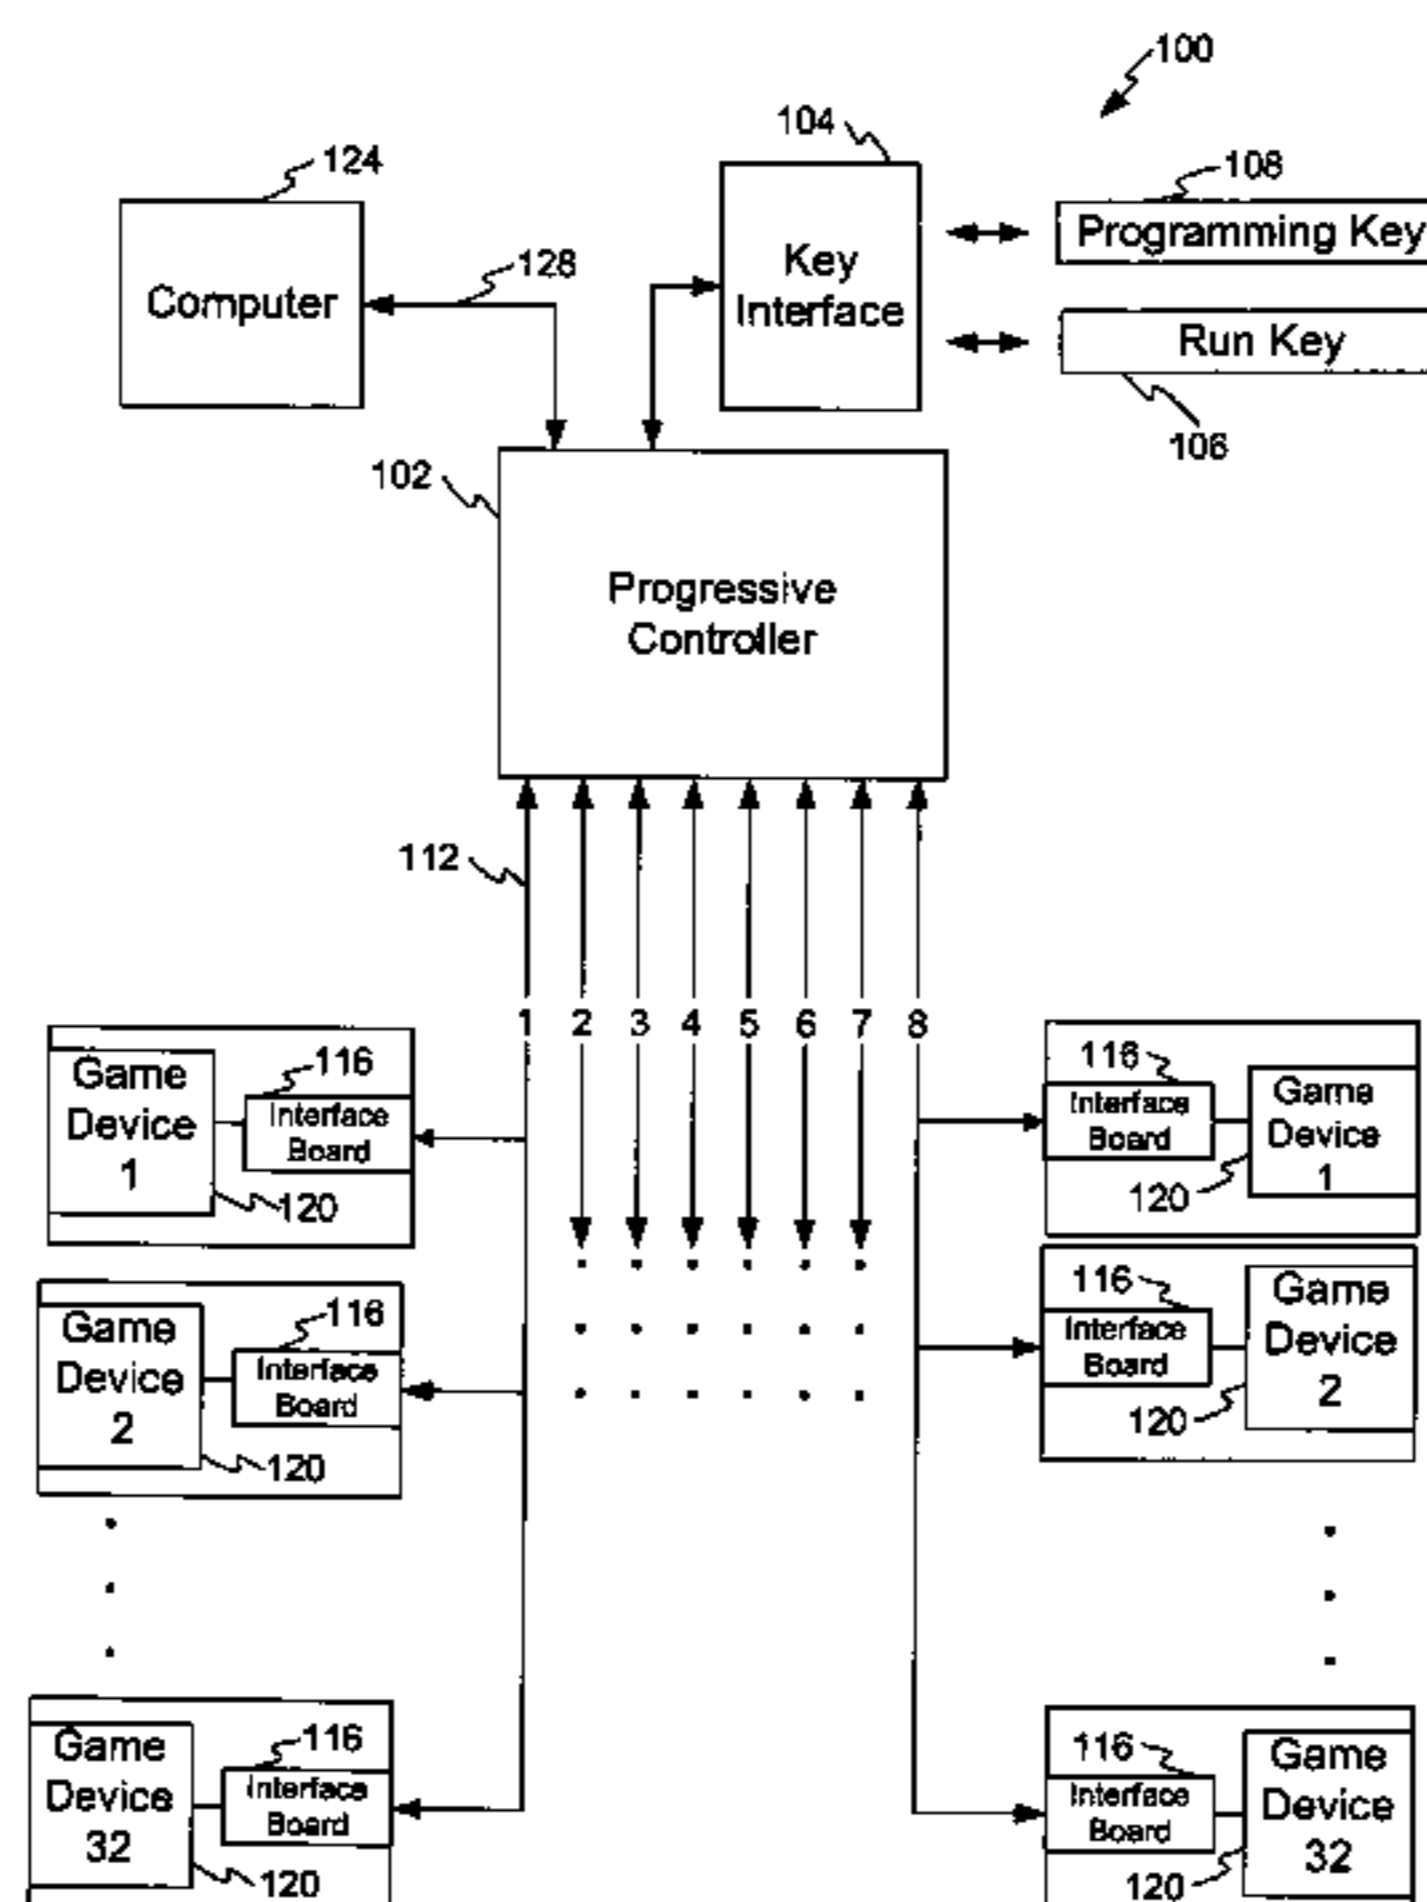 100
104
108
124
Programming Key
128
Key
Interface
Computer
Run Key
106
102
Progressive
Controller
112
1 2 3 4 5 6 7 8
Game
Device
1
116
Interface
Board
120
116
Interface
Board
Game
Device
1
120
Game
Device
2
116
Interface
Board
120
116
Interface
Board
Game
Device
2
120
Game
Device
32
116
Interface
Board
120
116
Interface
Board
Game
Device
32
120